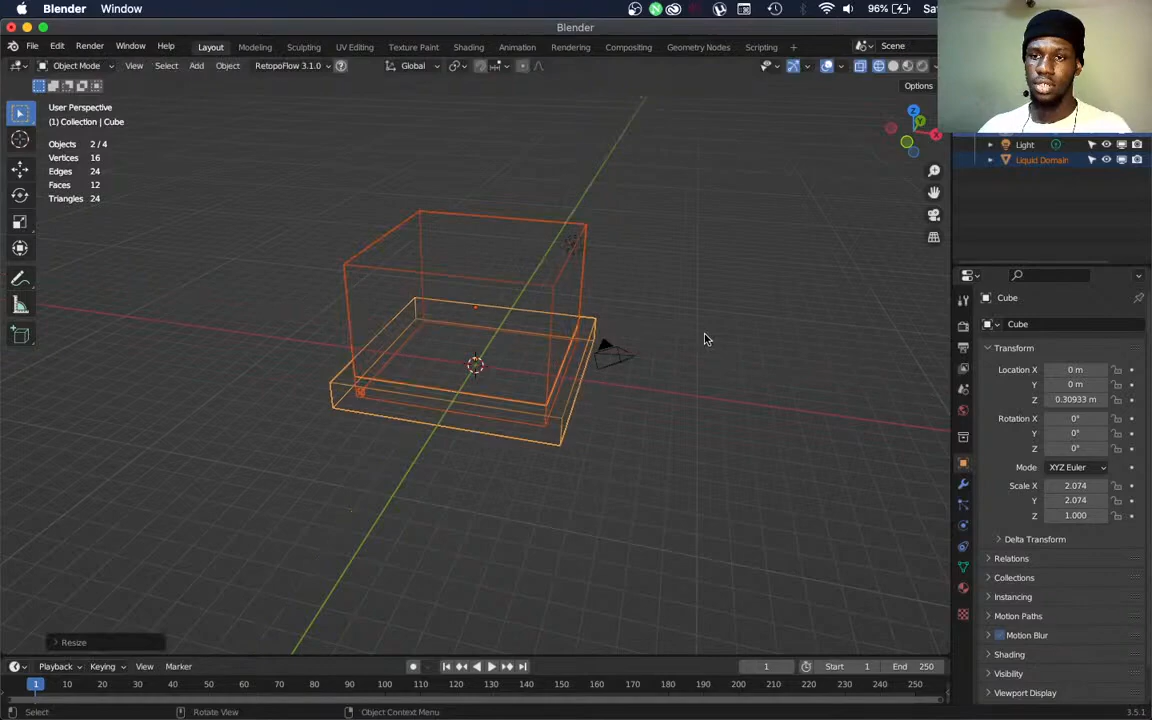 Blender Window 96% Sa
Blender
File Edit Render Window Help Layout Modeling Sculpting UV Editing Texture Paint Shading Animation Rendering Compositing Geometry Nodes Scripting + Scene
Object Mode View Select Add Object RetopoFlow 3.1.0 Global
Options
User Perspective
(1) Collection | Cube
Objects 2 / 4
Vertices 16
Edges 24
Faces 12
Triangles 24
Z
Y
X
Light
Liquid Domain
Cube
Cube
Transform
Location X 0 m
Y 0 m
Z 0.30933 m
Rotation X 0°
Y 0°
Z 0°
Mode XYZ Euler
Scale X 2.074
Y 2.074
Z 1.000
Delta Transform
Relations
Collections
Instancing
Motion Paths
Motion Blur
Shading
Visibility
Viewport Display
Resize
Playback Keying View Marker 1 Start 1 End 250
1 10 20 30 40 50 60 70 80 90 100 110 120 130 140 150 160 170 180 190 200 210 220 230 240 250
Select Rotate View Object Context Menu 3.5.1